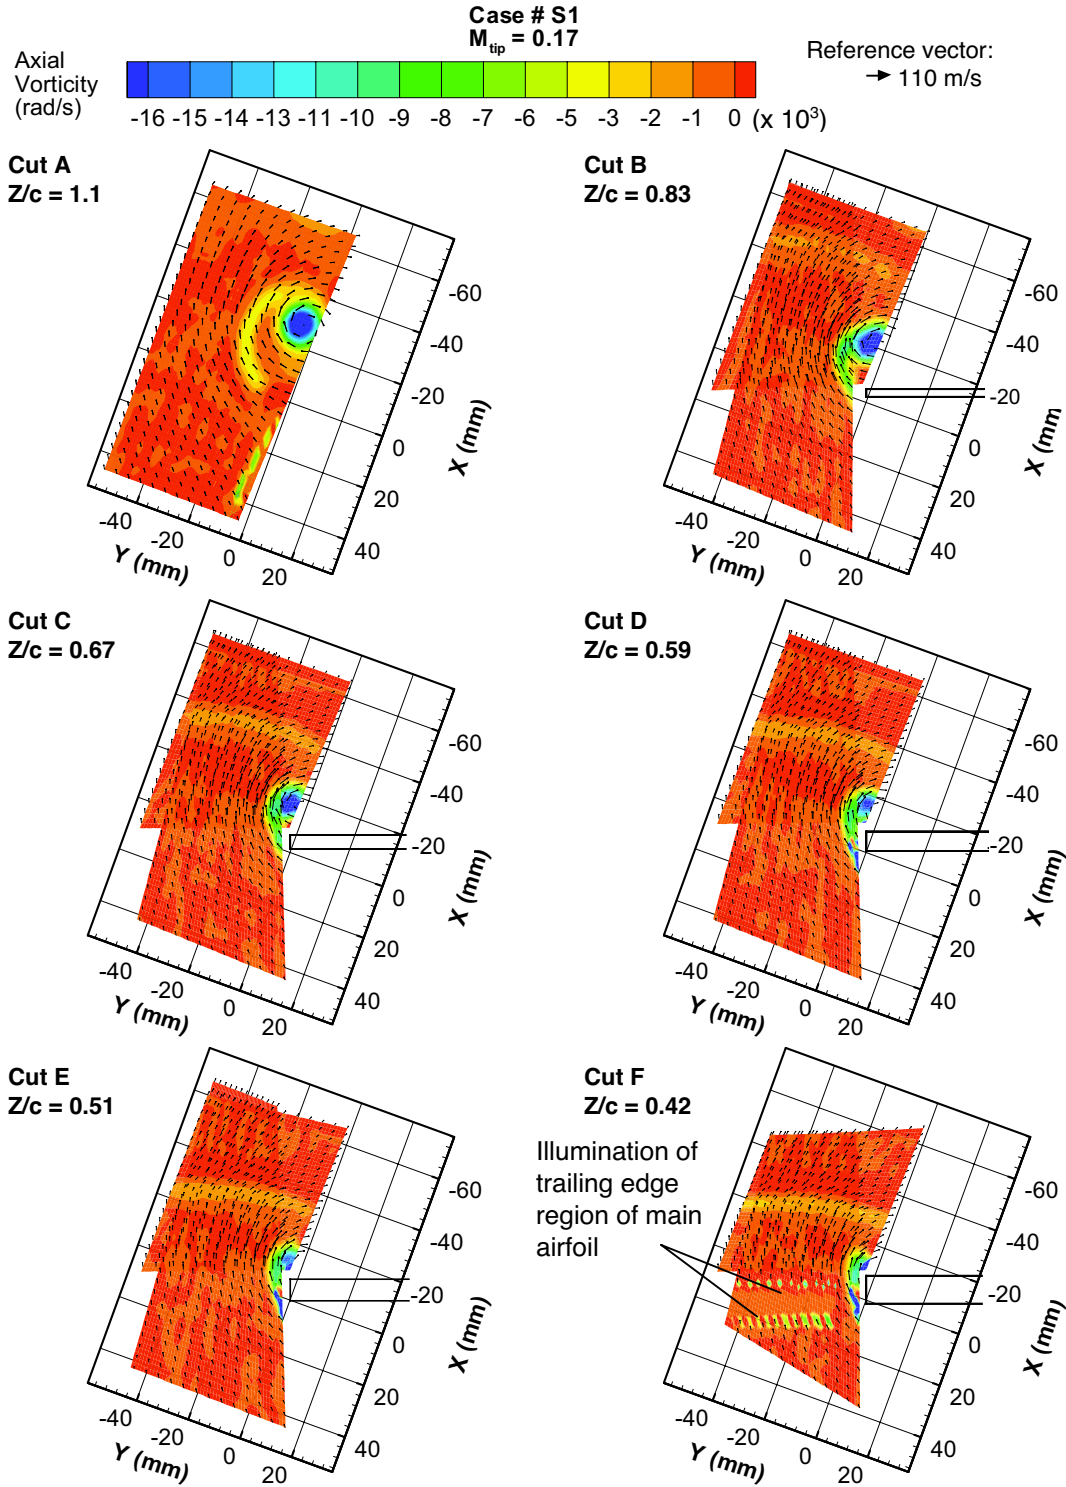 Case # S1
M_tip = 0.17
Axial
Vorticity
(rad/s)
-16 -15 -14 -13 -11 -10 -9 -8 -7 -6 -5 -3 -2 -1 0 (x 10³)
Reference vector:
110 m/s
Cut A
Z/c = 1.1
-60
-40
-20
0
20
40
X (mm)
-40
-20
0
20
Y (mm)
Cut B
Z/c = 0.83
-60
-40
-20
0
20
40
X (mm
-40
-20
0
20
Y (mm)
Cut C
Z/c = 0.67
-60
-40
-20
0
20
40
X (mm)
-40
-20
0
20
Y (mm)
Cut D
Z/c = 0.59
-60
-40
-20
0
20
40
X (mm)
-40
-20
0
20
Y (mm)
Cut E
Z/c = 0.51
-60
-40
-20
0
20
40
X (mm)
-40
-20
0
20
Y (mm)
Cut F
Z/c = 0.42
Illumination of
trailing edge
region of main
airfoil
-60
-40
-20
0
20
40
X (mm)
-40
-20
0
20
Y (mm)